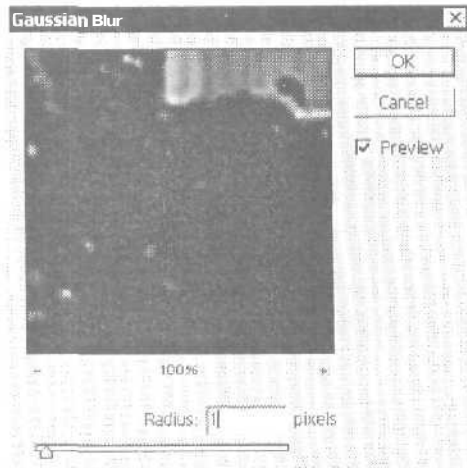 Gaussian Blur
OK
Cancel
Preview
- 100% +
Radius: 1 pixels